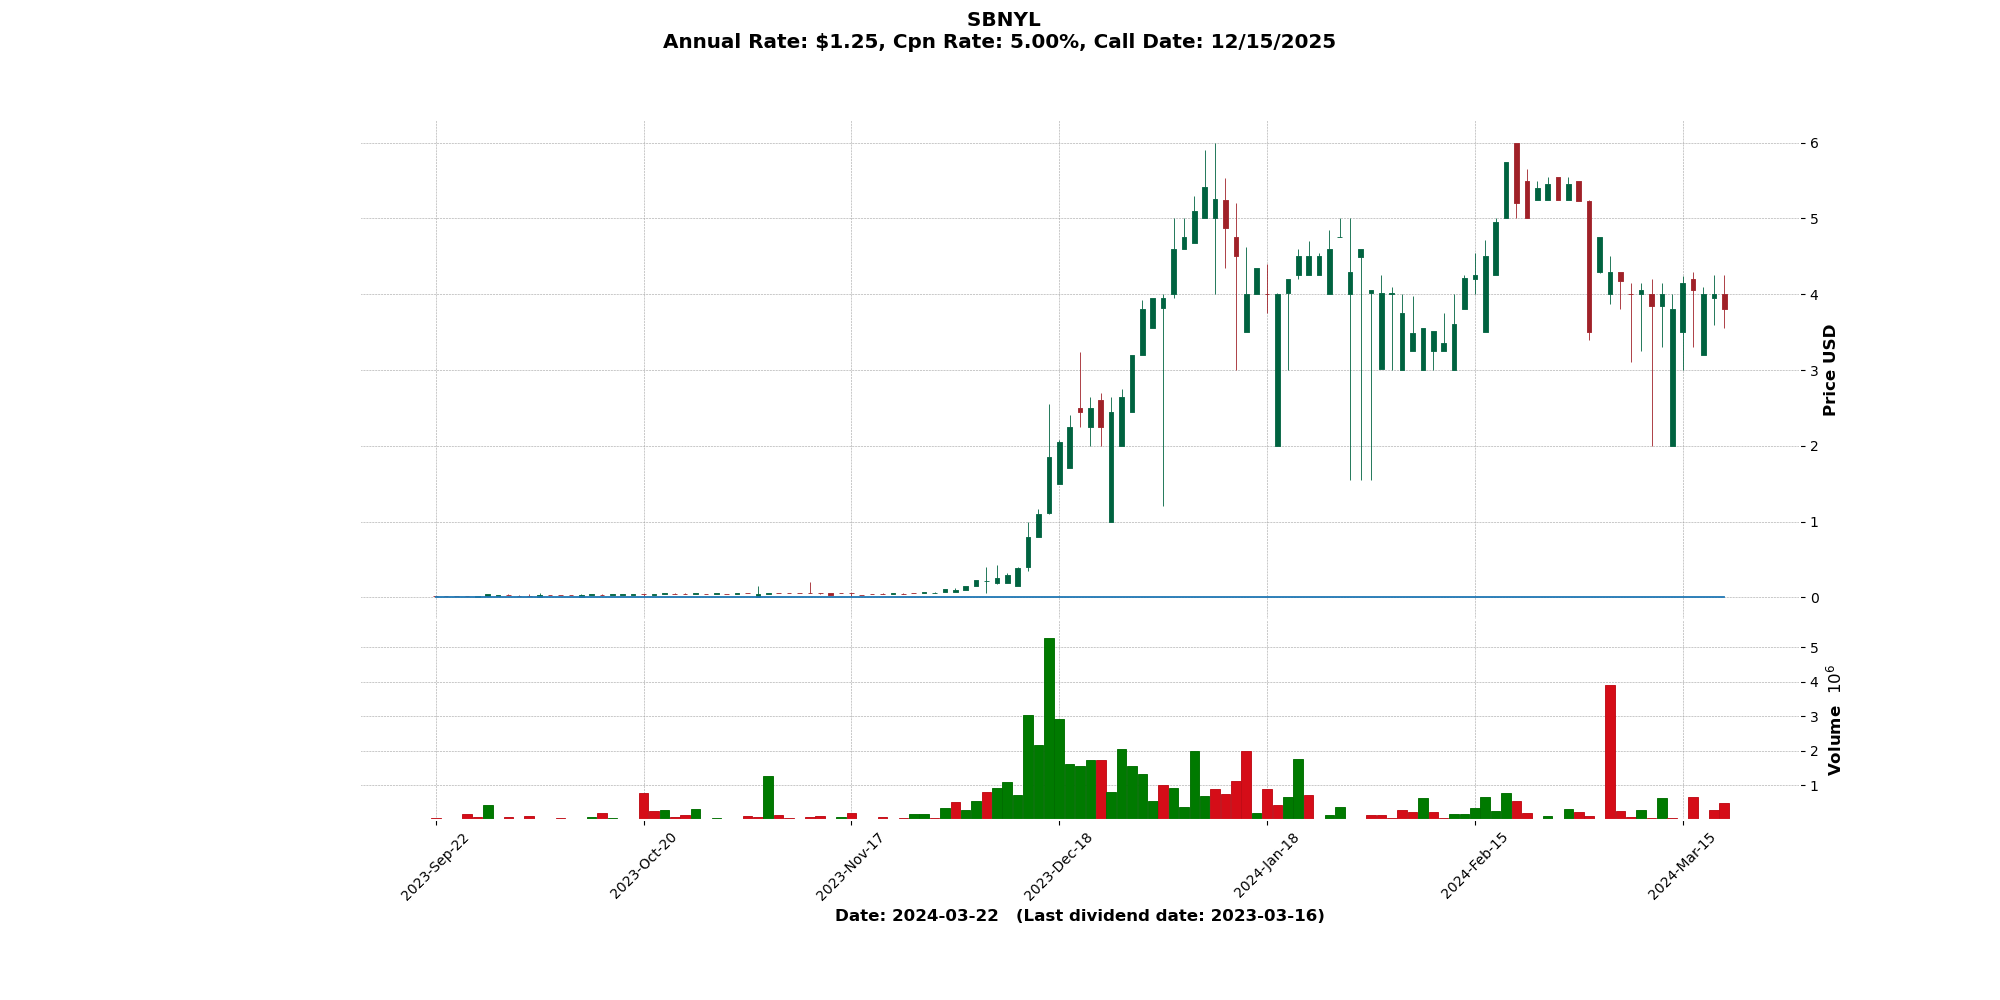 SBNYL
Annual Rate: $1.25, Cpn Rate: 5.00%, Call Date: 12/15/2025
6
5
4
3
2
1
0
Price USD
5
4
3
2
1
Volume 10⁶
2023-Sep-22
2023-Oct-20
2023-Nov-17
2023-Dec-18
2024-Jan-18
2024-Feb-15
2024-Mar-15
Date: 2024-03-22 (Last dividend date: 2023-03-16)